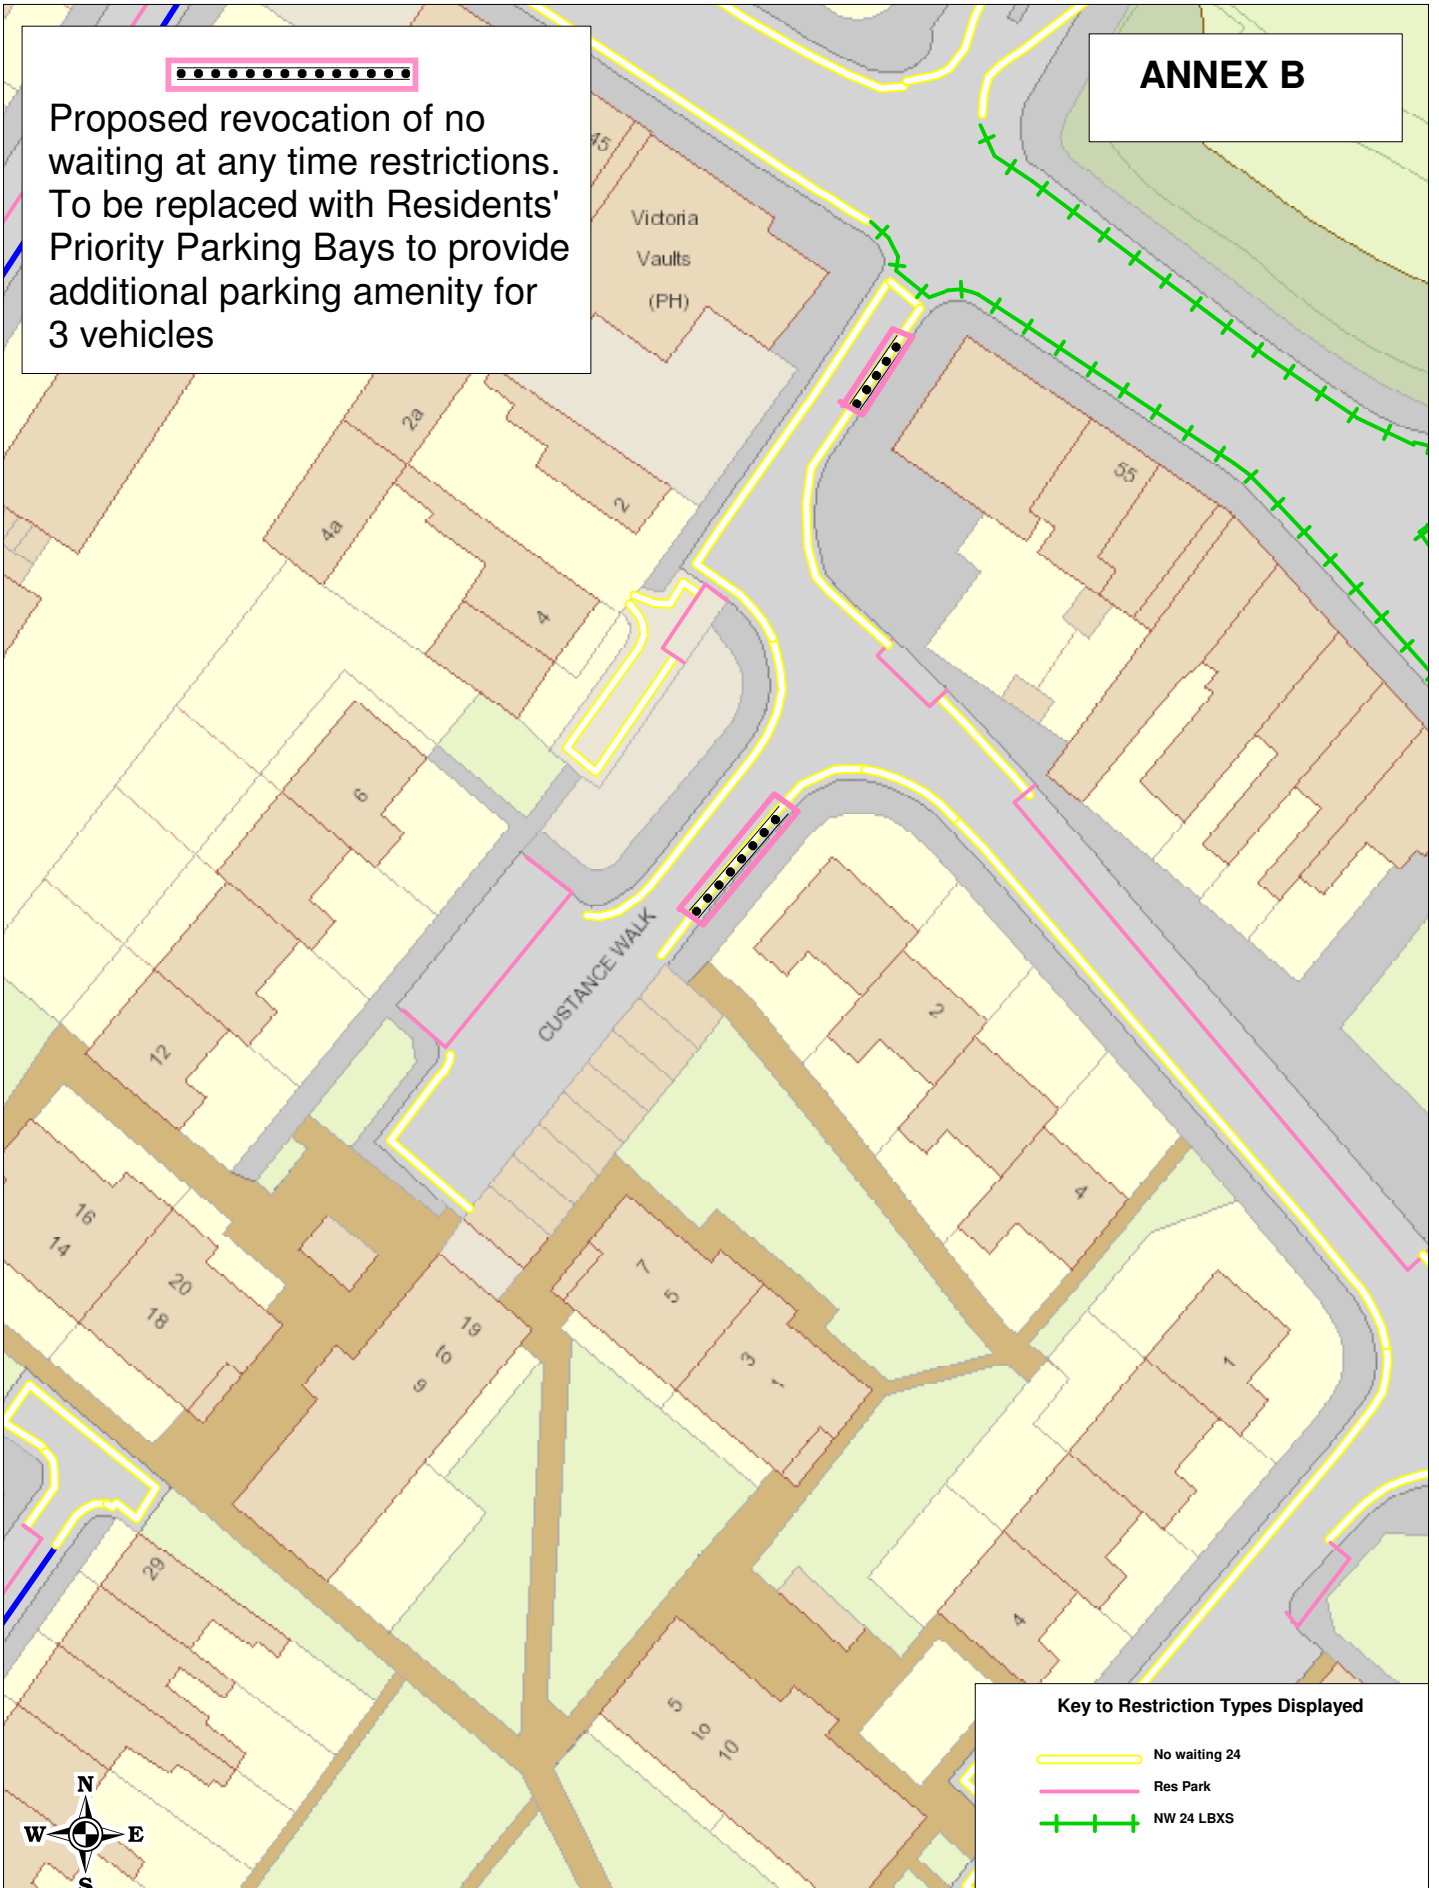 ANNEX B
Proposed revocation of no
waiting at any time restrictions.
To be replaced with Residents'
Priority Parking Bays to provide
additional parking amenity for
3 vehicles
45
Victoria
Vaults
(PH)
2a
4a
2
55
4
6
CUSTANCE WALK
2
12
4
16
14
20
18
7
5
19
to
9
3
1
1
29
4
5
to
10
Key to Restriction Types Displayed
No waiting 24
Res Park
NW 24 LBXS
N
W
E
S